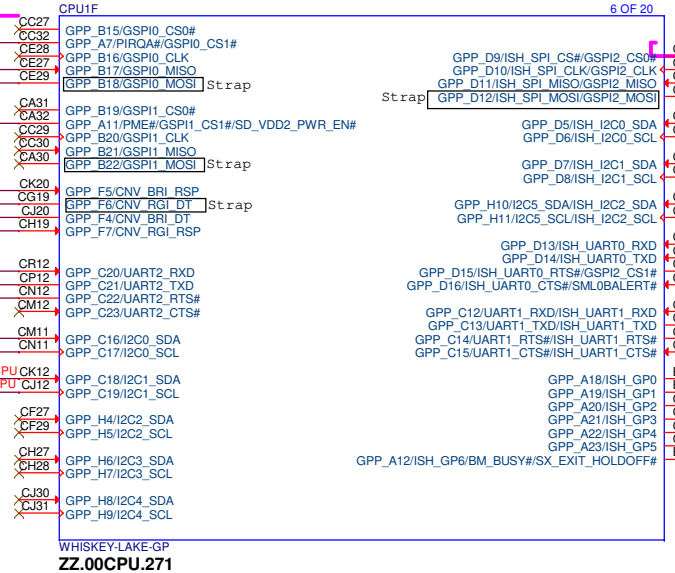 CPU1F 6 OF 20
CC27 GPP_B15/GSPI0_CS0#
CC32 GPP_A7/PIRQA#/GSPI0_CS1#
CE28 GPP_B16/GSPI0_CLK
CE27 GPP_B17/GSPI0_MISO
CE29 GPP_B18/GSPI0_MOSI Strap
CA31 GPP_B19/GSPI1_CS0#
CA32 GPP_A11/PME#/GSPI1_CS1#/SD_VDD2_PWR_EN#
CC29 GPP_B20/GSPI1_CLK
CC30 GPP_B21/GSPI1_MISO
CA30 GPP_B22/GSPI1_MOSI Strap
CK20 GPP_F5/CNV_BRI_RSP
CG19 GPP_F6/CNV_RGI_DT Strap
CJ20 GPP_F4/CNV_BRI_DT
CH19 GPP_F7/CNV_RGI_RSP
CR12 GPP_C20/UART2_RXD
CP12 GPP_C21/UART2_TXD
CN12 GPP_C22/UART2_RTS#
CM12 GPP_C23/UART2_CTS#
CM11 GPP_C16/I2C0_SDA
CN11 GPP_C17/I2C0_SCL
PU CK12 GPP_C18/I2C1_SDA
PU CJ12 GPP_C19/I2C1_SCL
CF27 GPP_H4/I2C2_SDA
CF29 GPP_H5/I2C2_SCL
CH27 GPP_H6/I2C3_SDA
CH28 GPP_H7/I2C3_SCL
CJ30 GPP_H8/I2C4_SDA
CJ31 GPP_H9/I2C4_SCL
GPP_D9/ISH_SPI_CS#/GSPI2_CS0#
GPP_D10/ISH_SPI_CLK/GSPI2_CLK
GPP_D11/ISH_SPI_MISO/GSPI2_MISO
Strap GPP_D12/ISH_SPI_MOSI/GSPI2_MOSI
GPP_D5/ISH_I2C0_SDA
GPP_D6/ISH_I2C0_SCL
GPP_D7/ISH_I2C1_SDA
GPP_D8/ISH_I2C1_SCL
GPP_H10/I2C5_SDA/ISH_I2C2_SDA
GPP_H11/I2C5_SCL/ISH_I2C2_SCL
GPP_D13/ISH_UART0_RXD
GPP_D14/ISH_UART0_TXD
GPP_D15/ISH_UART0_RTS#/GSPI2_CS1#
GPP_D16/ISH_UART0_CTS#/SML0BALERT#
GPP_C12/UART1_RXD/ISH_UART1_RXD
GPP_C13/UART1_TXD/ISH_UART1_TXD
GPP_C14/UART1_RTS#/ISH_UART1_RTS#
GPP_C15/UART1_CTS#/ISH_UART1_CTS#
GPP_A18/ISH_GP0
GPP_A19/ISH_GP1
GPP_A20/ISH_GP2
GPP_A21/ISH_GP3
GPP_A22/ISH_GP4
GPP_A23/ISH_GP5
GPP_A12/ISH_GP6/BM_BUSY#/SX_EXIT_HOLDOFF#
WHISKEY-LAKE-GP
ZZ.00CPU.271